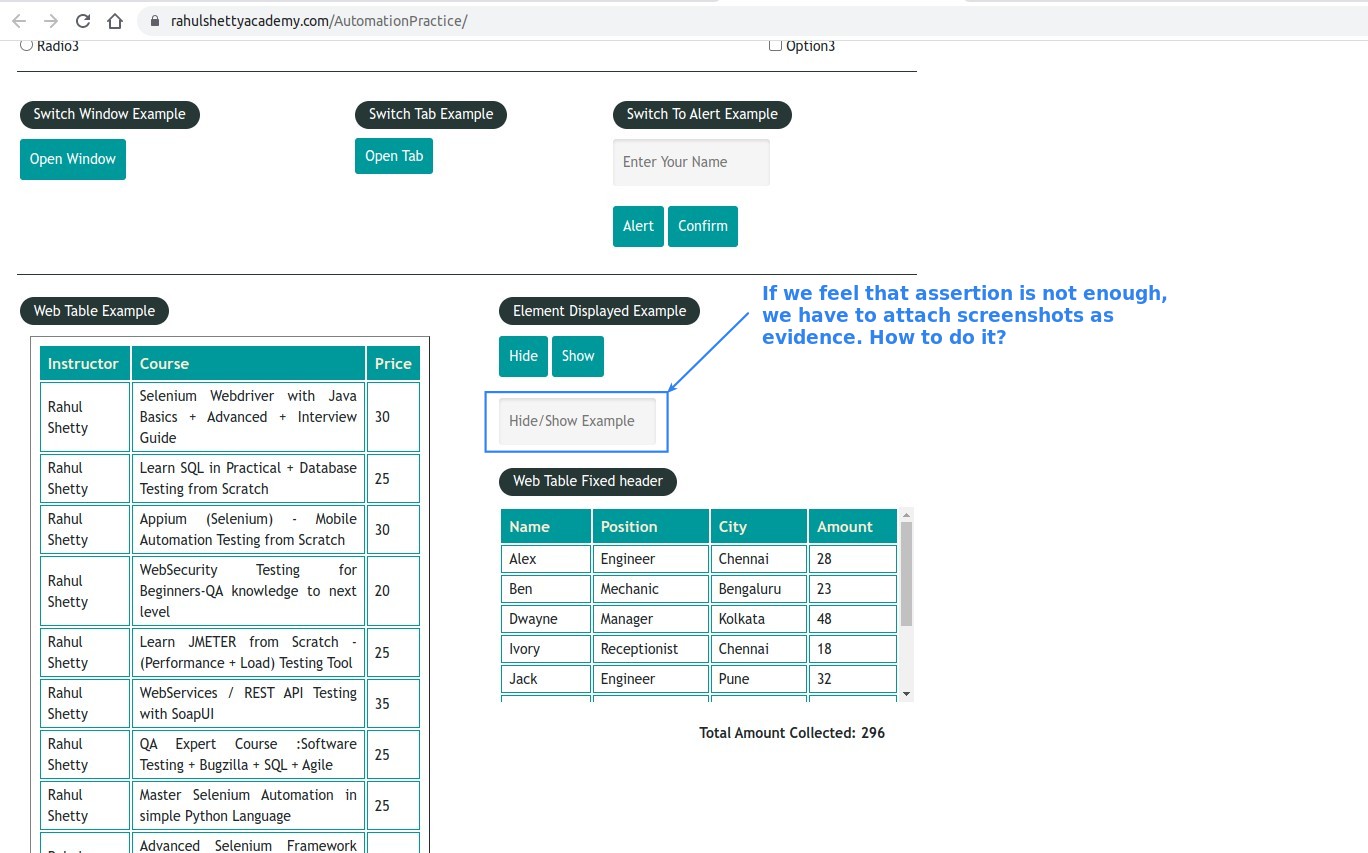 rahulshettyacademy.com/AutomationPractice/
Radio3
Option3
Switch Window Example
Switch Tab Example
Switch To Alert Example
Open Window
Open Tab
Enter Your Name
Alert
Confirm
If we feel that assertion is not enough,
we have to attach screenshots as
evidence. How to do it?
Web Table Example
Instructor Course Price
Rahul
Shetty
Selenium Webdriver with Java
Basics + Advanced + Interview
Guide
30
Rahul
Shetty
Learn SQL in Practical + Database
Testing from Scratch
25
Rahul
Shetty
Appium (Selenium) - Mobile
Automation Testing from Scratch
30
Rahul
Shetty
WebSecurity Testing for
Beginners-QA knowledge to next
level
20
Rahul
Shetty
Learn JMETER from Scratch -
(Performance + Load) Testing Tool
25
Rahul
Shetty
WebServices / REST API Testing
with SoapUI
35
Rahul
Shetty
QA Expert Course :Software
Testing + Bugzilla + SQL + Agile
25
Rahul
Shetty
Master Selenium Automation in
simple Python Language
25
Advanced Selenium Framework
Element Displayed Example
Hide
Show
Hide/Show Example
Web Table Fixed header
Name Position City Amount
Alex Engineer Chennai 28
Ben Mechanic Bengaluru 23
Dwayne Manager Kolkata 48
Ivory Receptionist Chennai 18
Jack Engineer Pune 32
Total Amount Collected: 296